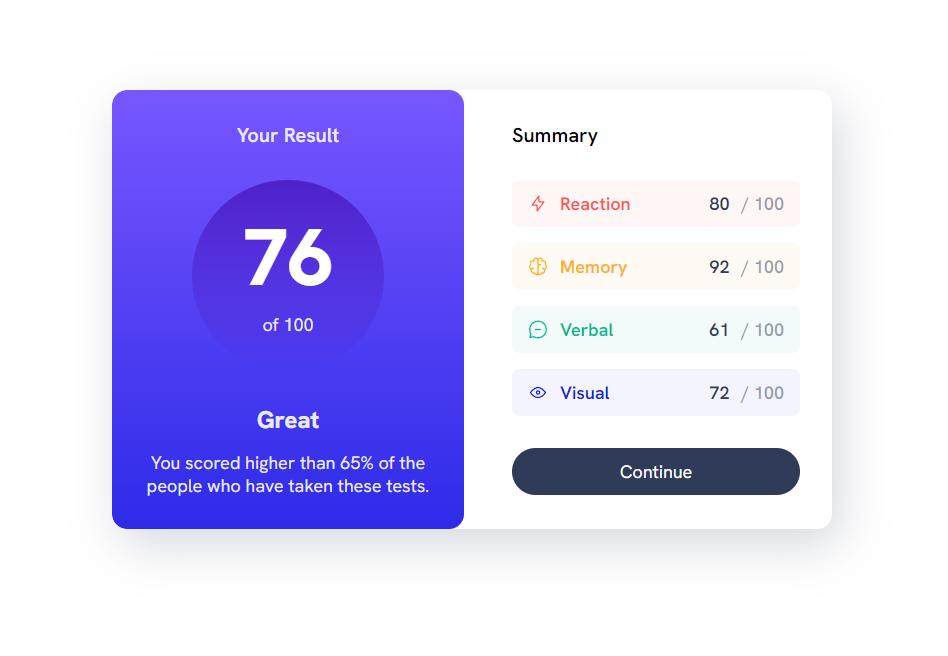 Your Result
76
of 100
Great
You scored higher than 65% of the
people who have taken these tests.
Summary
Reaction 80 / 100
Memory 92 / 100
Verbal 61 / 100
Visual 72 / 100
Continue